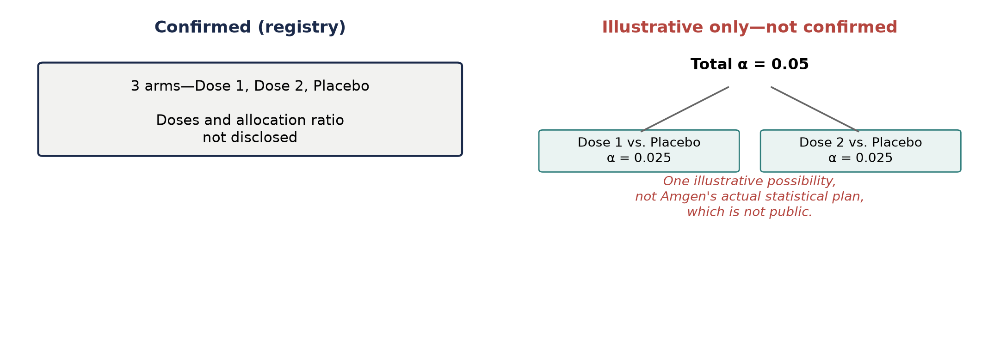 Confirmed (registry)
3 arms—Dose 1, Dose 2, Placebo
Doses and allocation ratio
not disclosed
Illustrative only—not confirmed
Total α = 0.05
Dose 1 vs. Placebo
α = 0.025
Dose 2 vs. Placebo
α = 0.025
One illustrative possibility,
not Amgen's actual statistical plan,
which is not public.